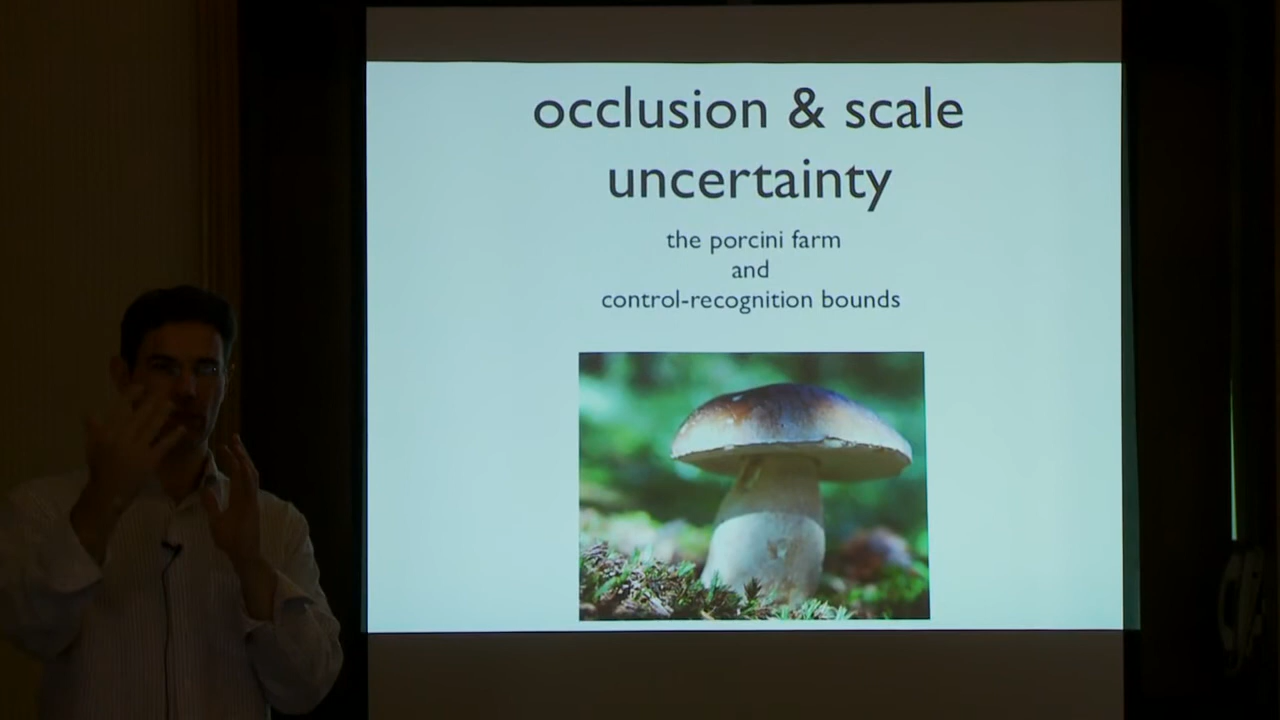 occlusion & scale
uncertainty
the porcini farm
and
control-recognition bounds